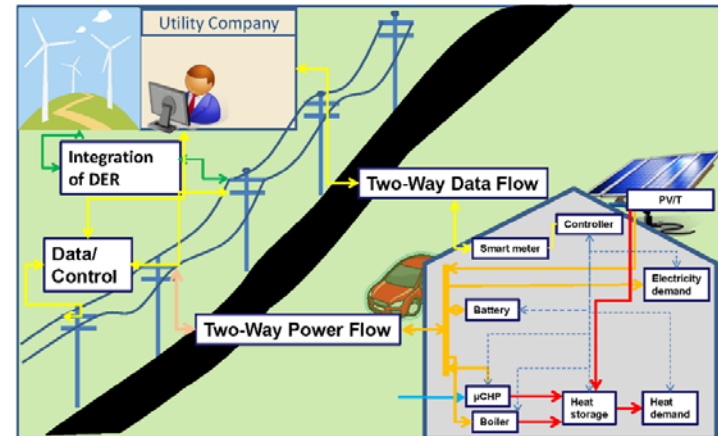 Utility Company
Integration
of DER
Two-Way Data Flow
PV/T
Controller
Smart meter
Data/
Control
Electricity
demand
Battery
Two-Way Power Flow
µCHP
Boiler
Heat
storage
Heat
demand